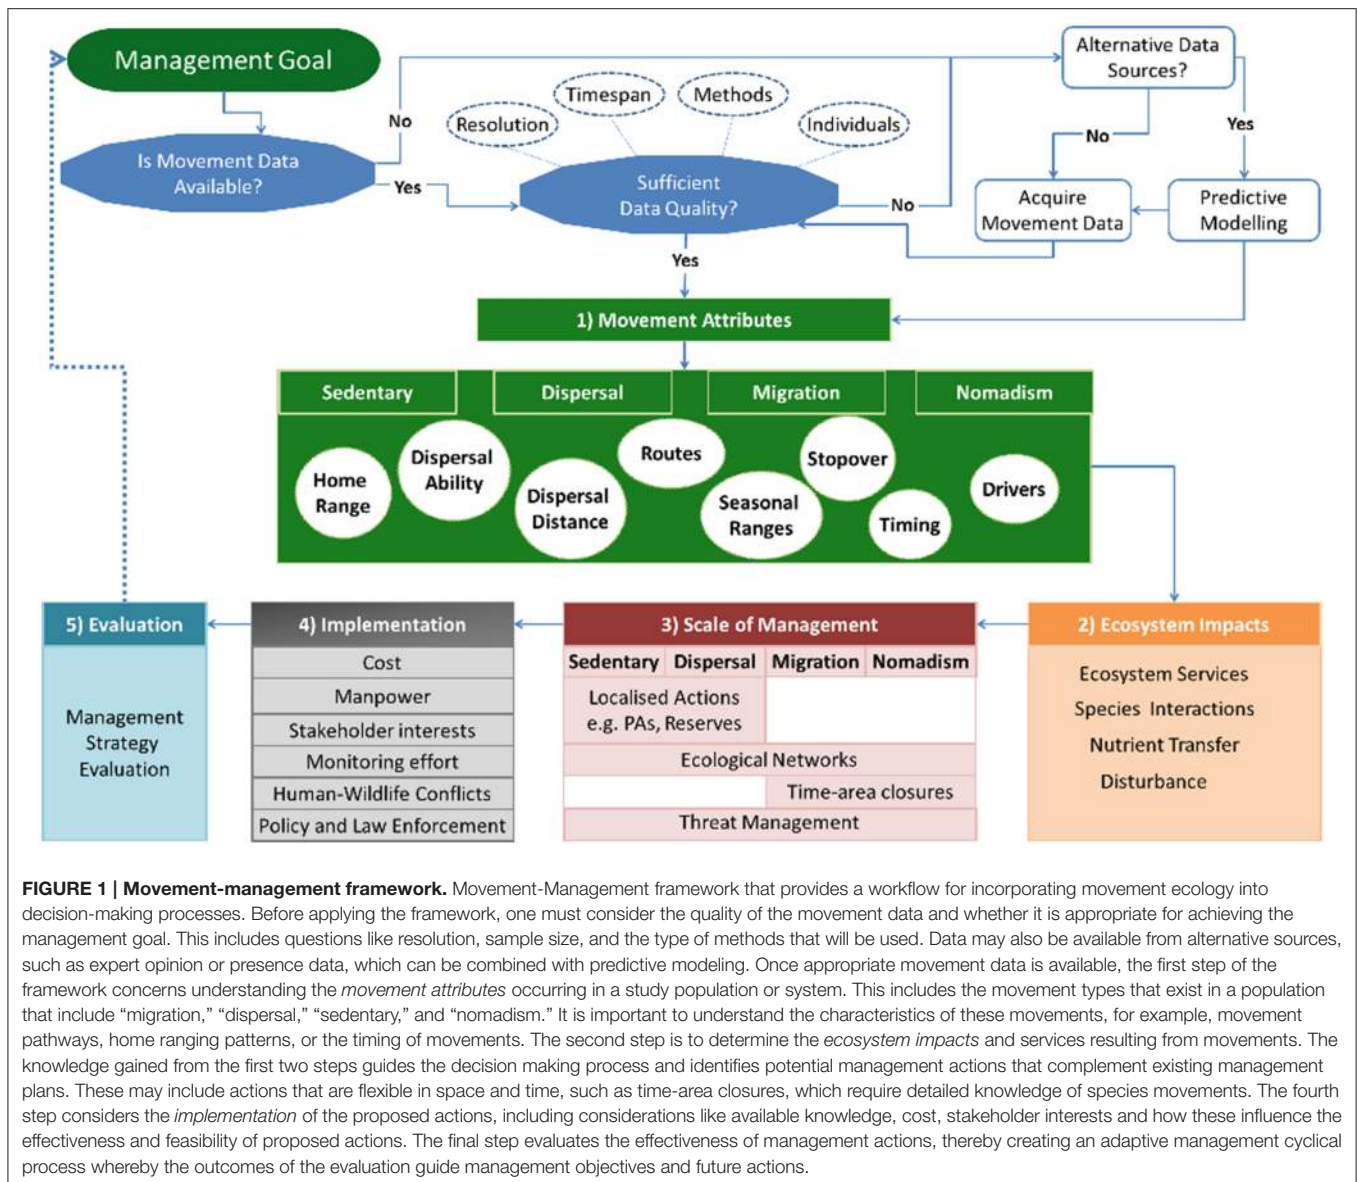 Management Goal
Alternative Data
Sources?
No
Timespan
Methods
Resolution
Individuals
Is Movement Data
Available?
Yes
Sufficient
Data Quality?
No
No
Yes
Acquire
Movement Data
Predictive
Modelling
Yes
1) Movement Attributes
Sedentary
Dispersal
Migration
Nomadism
Home
Range
Dispersal
Ability
Dispersal
Distance
Routes
Seasonal
Ranges
Stopover
Timing
Drivers
5) Evaluation
Management
Strategy
Evaluation
4) Implementation
Cost
Manpower
Stakeholder interests
Monitoring effort
Human-Wildlife Conflicts
Policy and Law Enforcement
3) Scale of Management
Sedentary Dispersal Migration Nomadism
Localised Actions
e.g. PAs, Reserves
Ecological Networks
Time-area closures
Threat Management
2) Ecosystem Impacts
Ecosystem Services
Species Interactions
Nutrient Transfer
Disturbance
FIGURE 1 | Movement-management framework. Movement-Management framework that provides a workflow for incorporating movement ecology into
decision-making processes. Before applying the framework, one must consider the quality of the movement data and whether it is appropriate for achieving the
management goal. This includes questions like resolution, sample size, and the type of methods that will be used. Data may also be available from alternative sources,
such as expert opinion or presence data, which can be combined with predictive modeling. Once appropriate movement data is available, the first step of the
framework concerns understanding the movement attributes occurring in a study population or system. This includes the movement types that exist in a population
that include “migration,” “dispersal,” “sedentary,” and “nomadism.” It is important to understand the characteristics of these movements, for example, movement
pathways, home ranging patterns, or the timing of movements. The second step is to determine the ecosystem impacts and services resulting from movements. The
knowledge gained from the first two steps guides the decision making process and identifies potential management actions that complement existing management
plans. These may include actions that are flexible in space and time, such as time-area closures, which require detailed knowledge of species movements. The fourth
step considers the implementation of the proposed actions, including considerations like available knowledge, cost, stakeholder interests and how these influence the
effectiveness and feasibility of proposed actions. The final step evaluates the effectiveness of management actions, thereby creating an adaptive management cyclical
process whereby the outcomes of the evaluation guide management objectives and future actions.